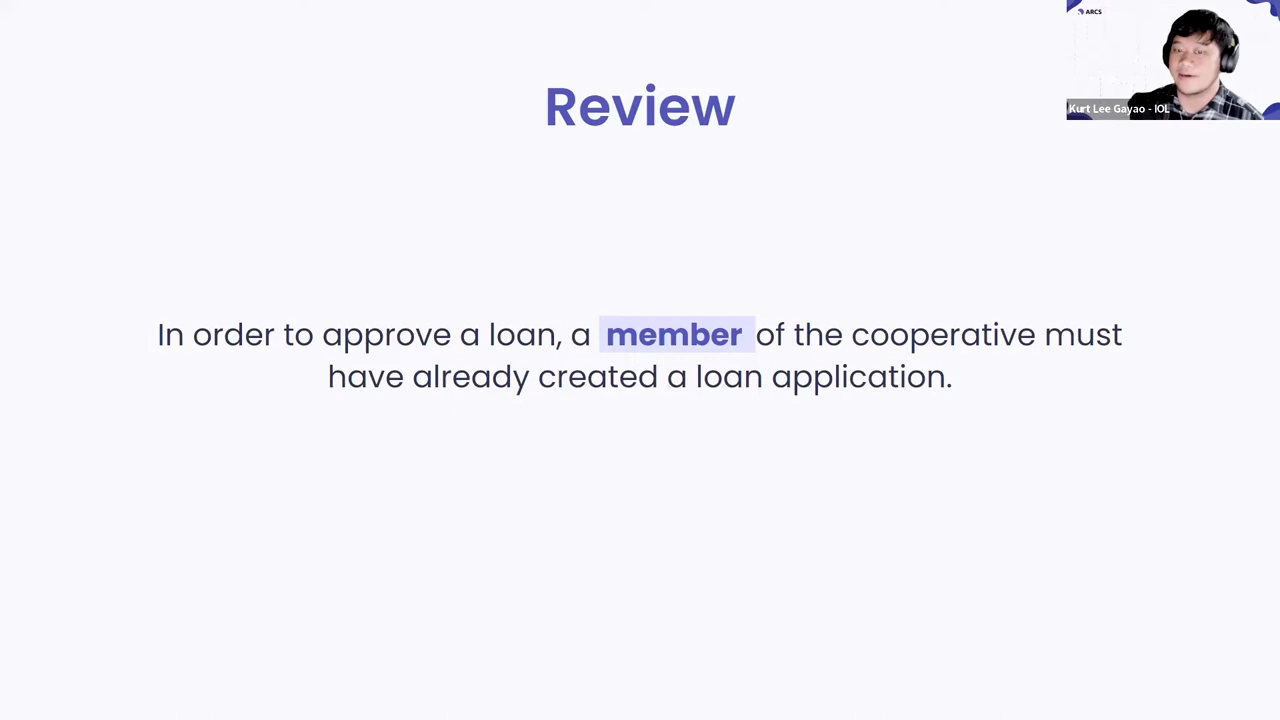 Review
ARCS
Kurt Lee Gayao - IOL
In order to approve a loan, a member of the cooperative must
have already created a loan application.